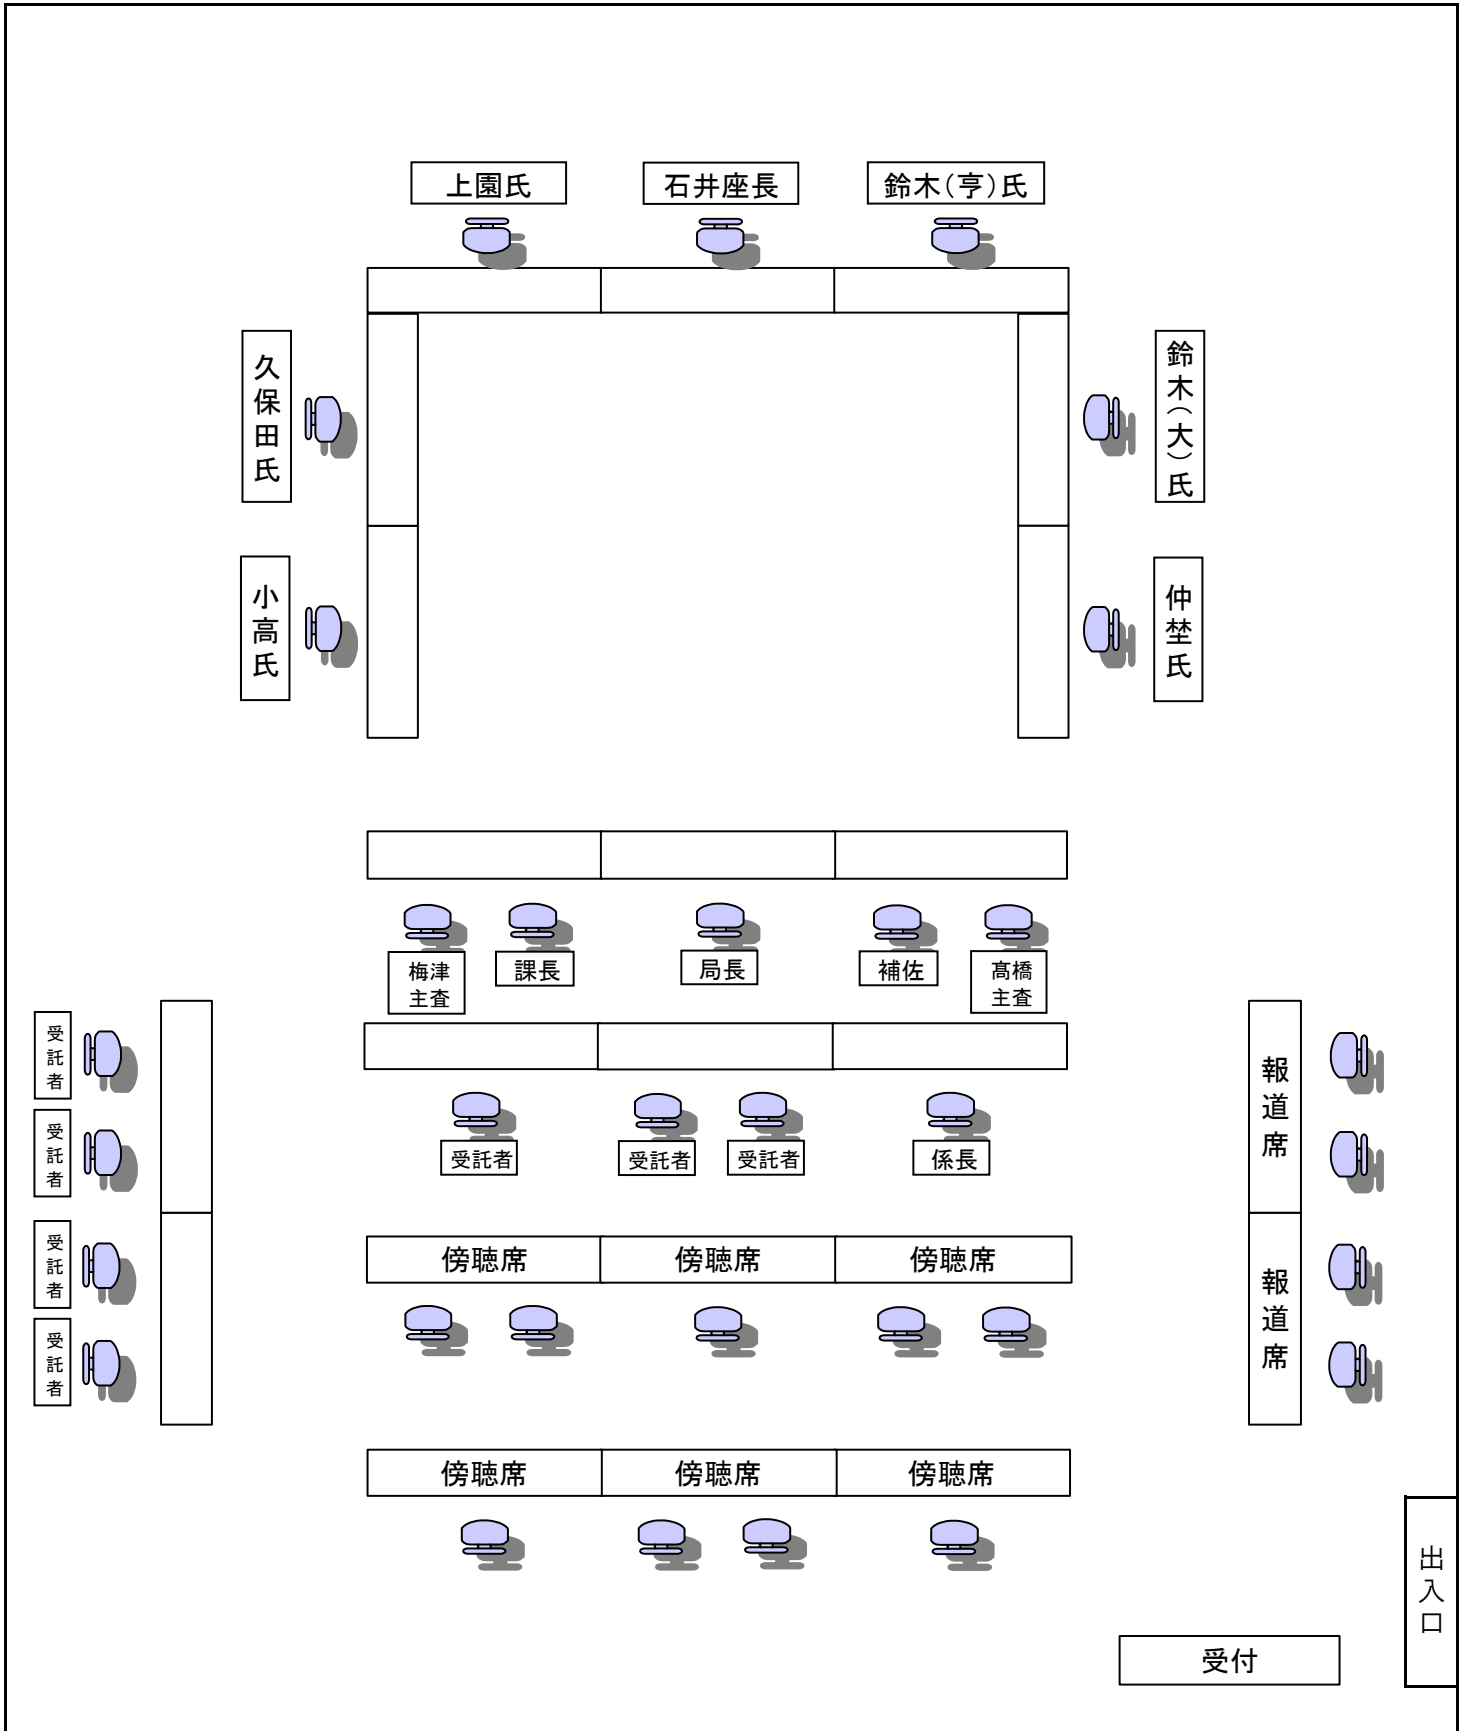 上園氏
石井座長
鈴木（亨）氏
久保田氏
鈴木（大）氏
小高氏
仲埜氏
梅津
主査
課長
局長
補佐
髙橋
主査
受託者
受託者
受託者
受託者
受託者
受託者
受託者
係長
報道席
報道席
傍聴席
傍聴席
傍聴席
傍聴席
傍聴席
傍聴席
出入口
受付